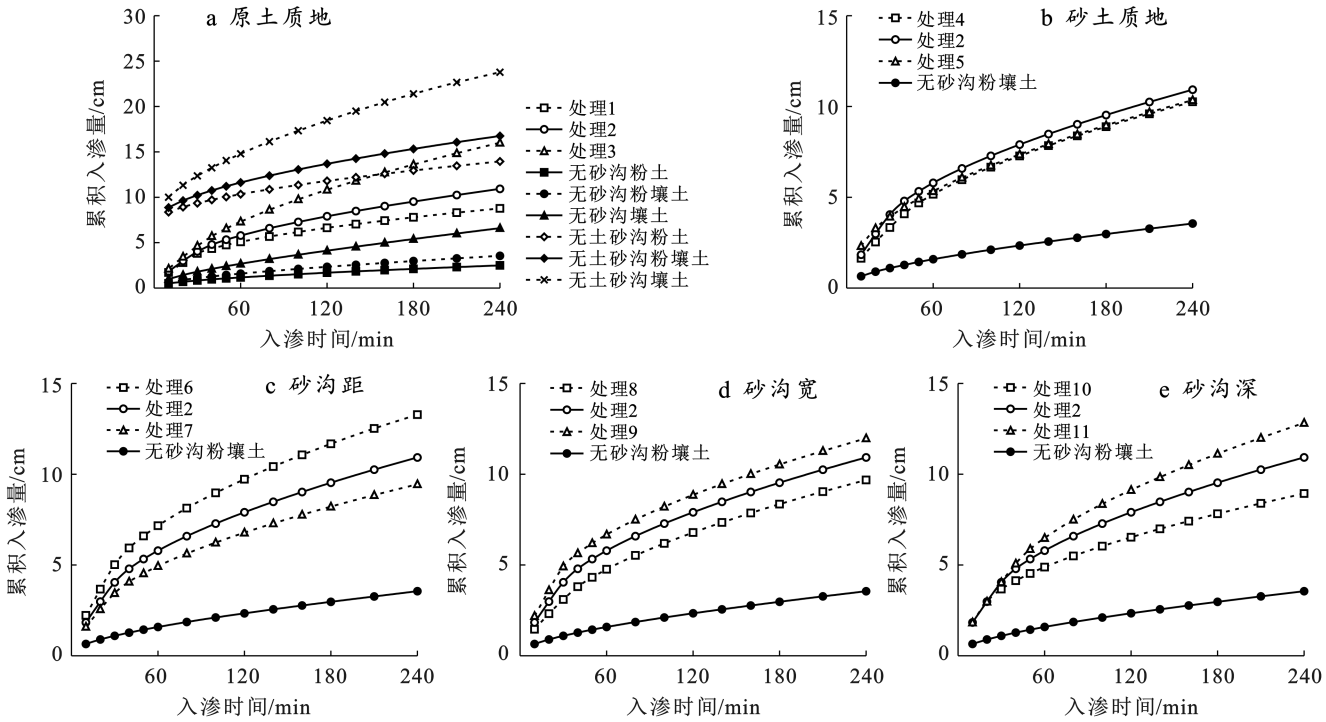 a 原土质地
累积入渗量/cm
30
25
20
15
10
5
0
60 120 180 240
入渗时间/min
处理1
处理2
处理3
无砂沟粉土
无砂沟粉壤土
无砂沟壤土
无土砂沟粉土
无土砂沟粉壤土
无土砂沟壤土
b 砂土质地
处理4
处理2
处理5
无砂沟粉壤土
累积入渗量/cm
15
10
5
0
60 120 180 240
入渗时间/min
c 砂沟距
处理6
处理2
处理7
无砂沟粉壤土
累积入渗量/cm
15
10
5
0
60 120 180 240
入渗时间/min
d 砂沟宽
处理8
处理2
处理9
无砂沟粉壤土
累积入渗量/cm
15
10
5
0
60 120 180 240
入渗时间/min
e 砂沟深
处理10
处理2
处理11
无砂沟粉壤土
累积入渗量/cm
15
10
5
0
60 120 180 240
入渗时间/min